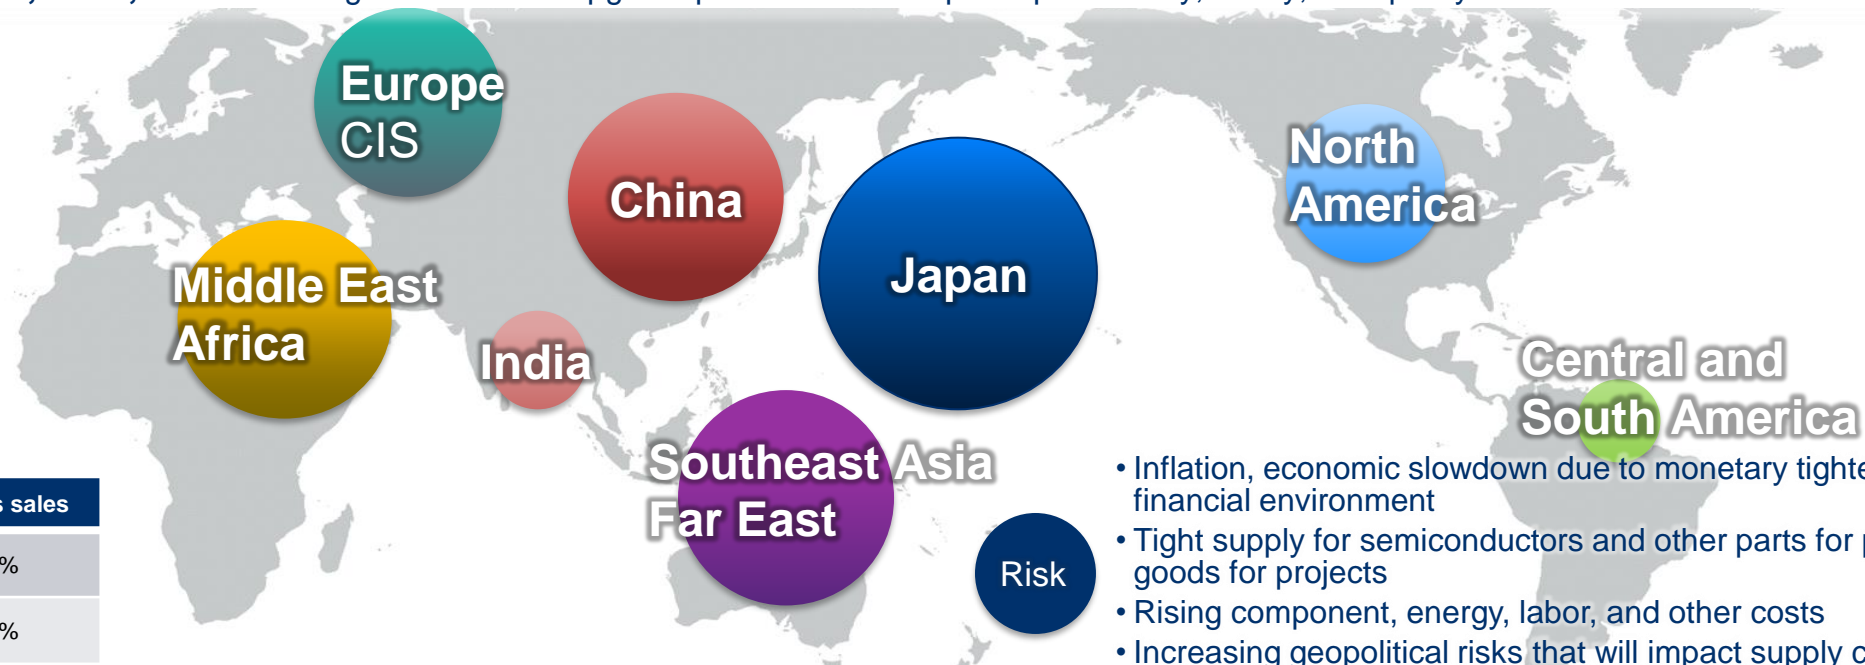 Europe
CIS
China
Japan
North
America
Middle East
Africa
India
Central and
South America
Southeast Asia
Far East
sales
%
%
Risk
• Inflation, economic slowdown due to monetary
financial environment
• Tight supply for semiconductors and other parts for
goods for projects
• Rising component, energy, labor, and other costs
• Increasing geopolitical risks that will impact supply